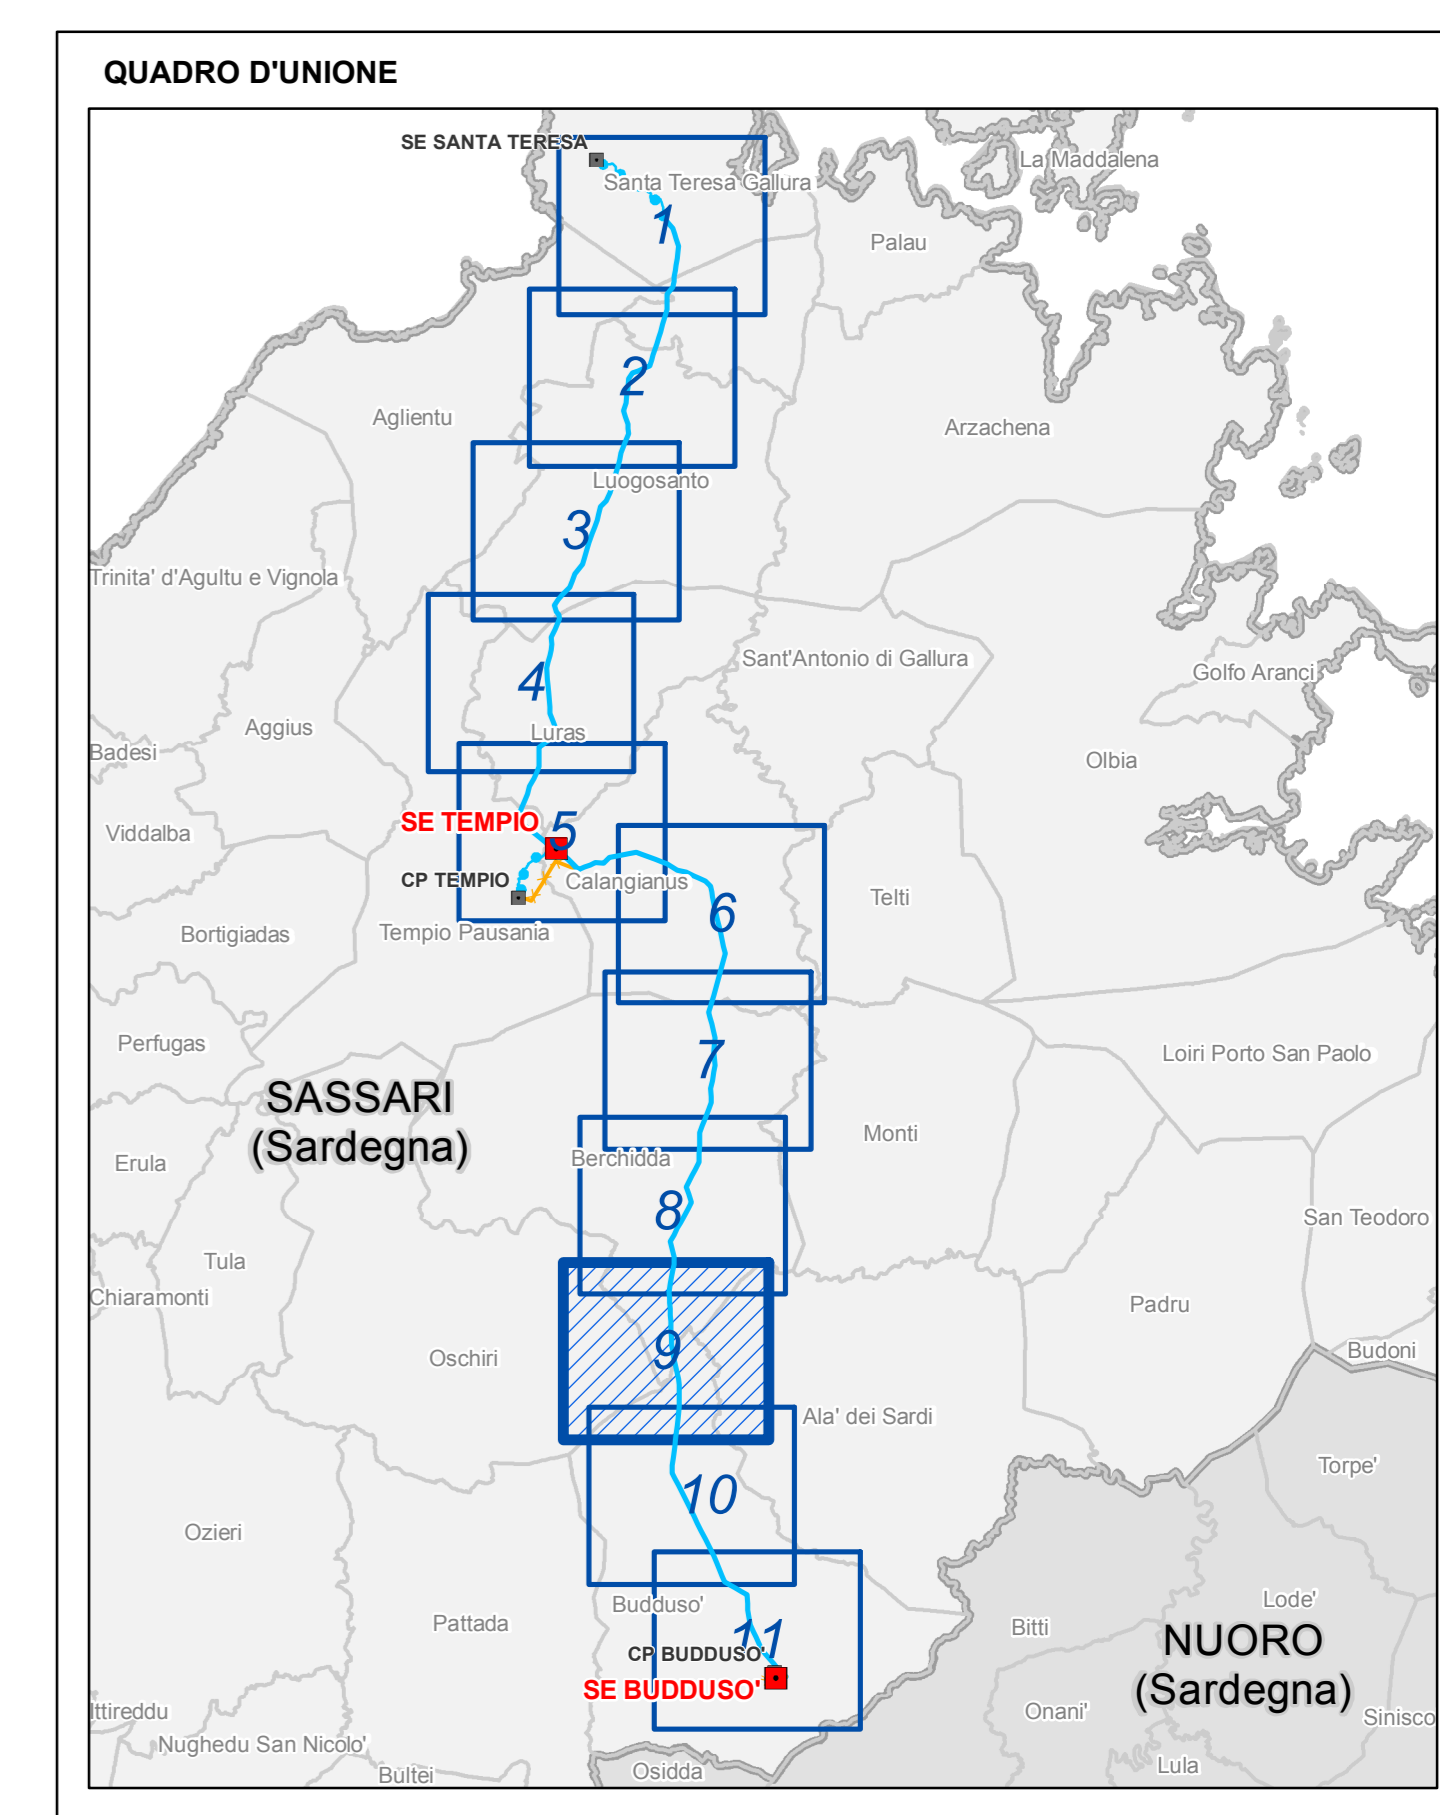 QUADRO D'UNIONE
SE SANTA TERESA
La Maddalena
Santa Teresa Gallura
1
Palau
2
Aglientu
Arzachena
Luogosanto
3
Trinita' d'Agultu e Vignola
Sant'Antonio di Gallura
Golfo Aranci
4
Aggius
Luras
Badesi
Olbia
SE TEMPIO
5
Viddalba
CP TEMPIO
Calangianus
Telti
6
Bortigiadas
Tempio Pausania
Perfugas
7
Loiri Porto San Paolo
SASSARI
(Sardegna)
Monti
Erula
Berchidda
8
San Teodoro
Tula
Chiaramonti
Padru
9
Oschiri
Budoni
Ala' dei Sardi
Torpe'
10
Ozieri
Lode'
Budduso'
Pattada
Bitti
11
NUORO
(Sardegna)
CP BUDDUSO'
SE BUDDUSO'
Ittireddu
Onani'
Sinisco
Nughedu San Nicolo'
Bultei
Osidda
Lula